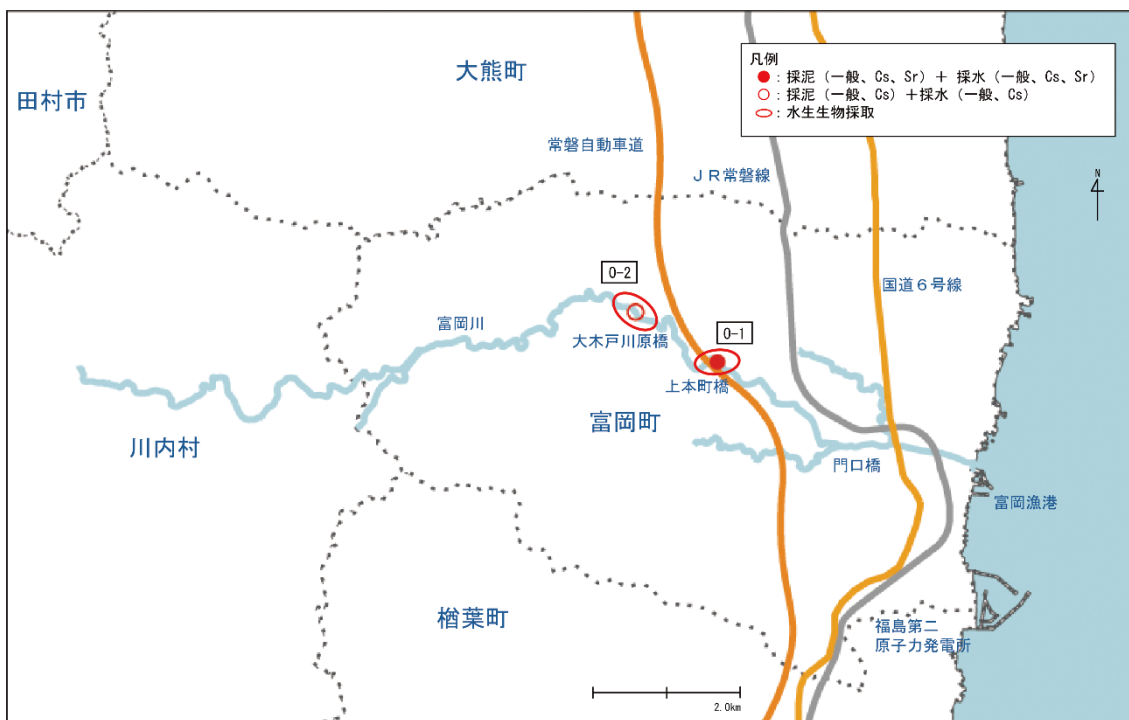 凡例
：採泥（一般、Cs、Sr）＋ 採水（一般、Cs、Sr）
：採泥（一般、Cs）＋採水（一般、Cs）
：水生生物採取
大熊町
田村市
常磐自動車道
ＪＲ常磐線
N
国道６号線
O-2
富岡川
大木戸川原橋
O-1
上本町橋
富岡町
川内村
門口橋
富岡漁港
楢葉町
福島第二
原子力発電所
2.0km